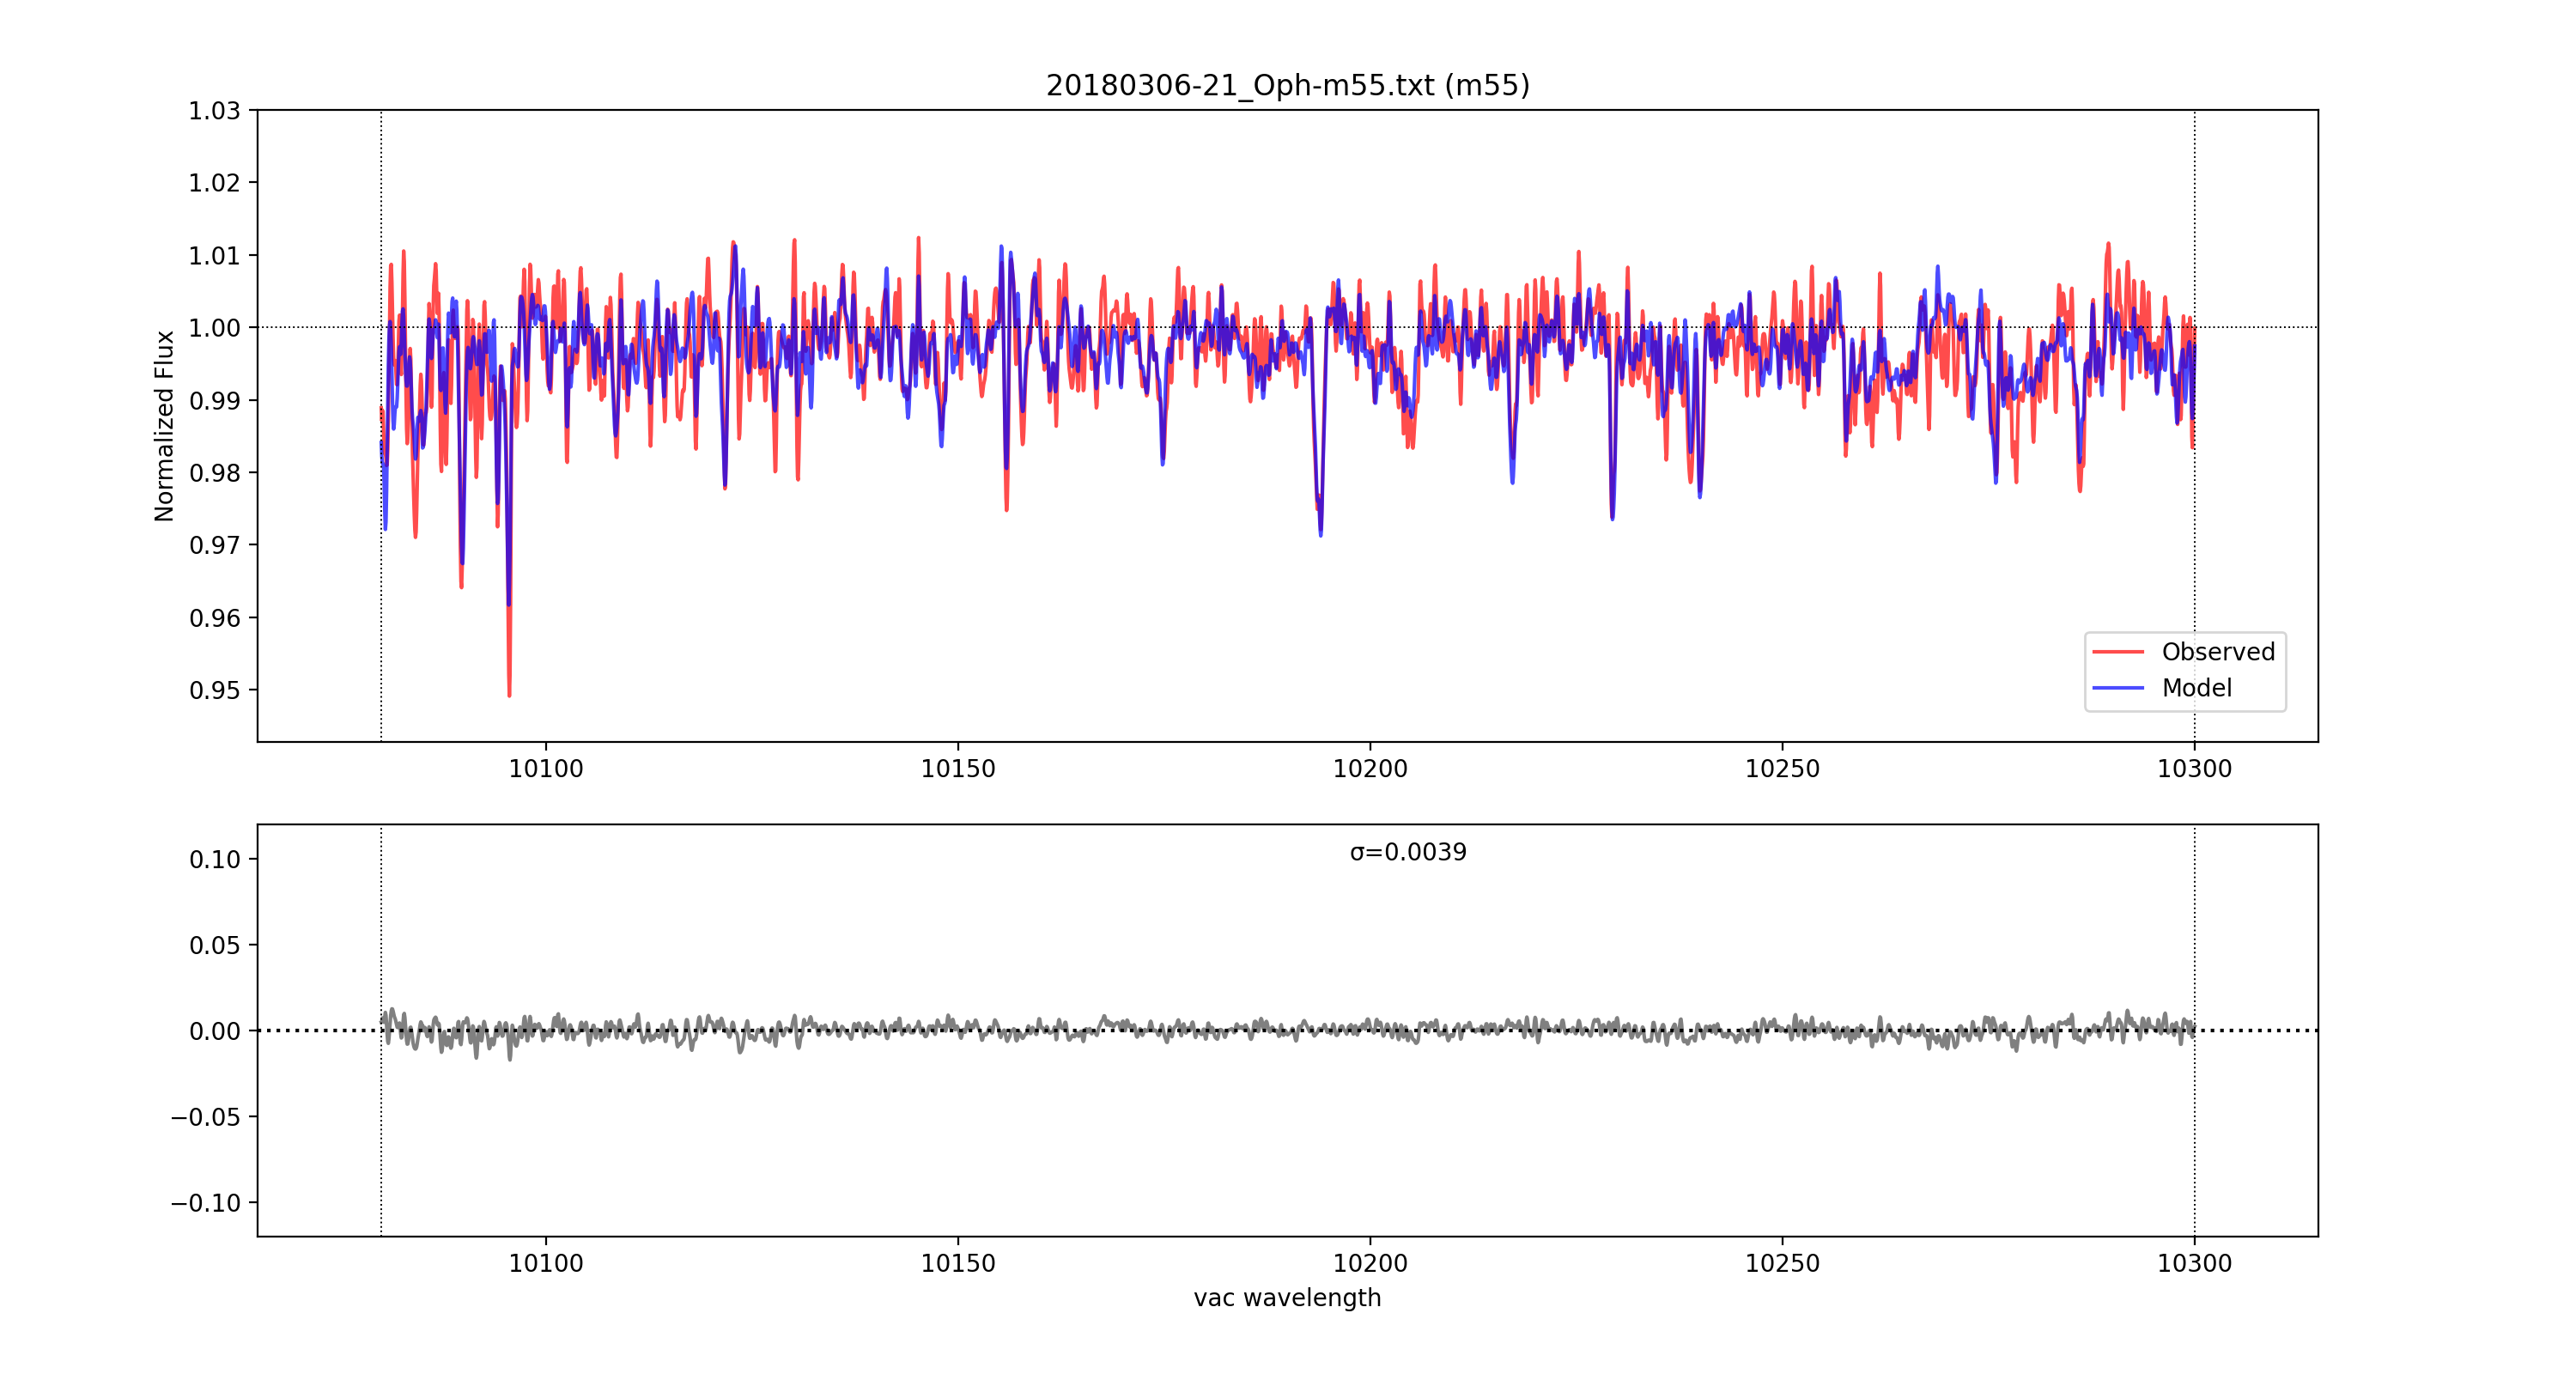 20180306-21_Oph-m55.txt (m55)
1.03
1.02
1.01
1.00
0.99
0.98
0.97
0.96
0.95
Normalized Flux
Observed
Model
10100 10150 10200 10250 10300
σ=0.0039
0.10
0.05
0.00
−0.05
−0.10
10100 10150 10200 10250 10300
vac wavelength